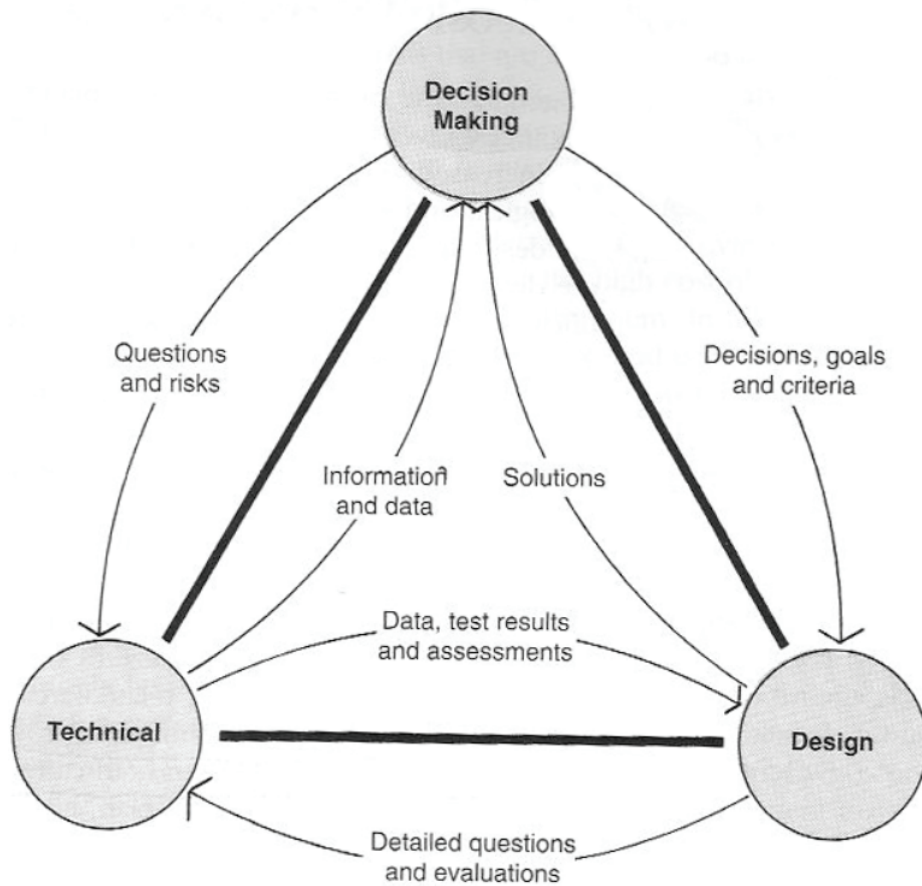 Decision
Making
Questions
and risks
Decisions, goals
and criteria
Information
and data
Solutions
Data, test results
and assessments
Technical
Design
Detailed questions
and evaluations